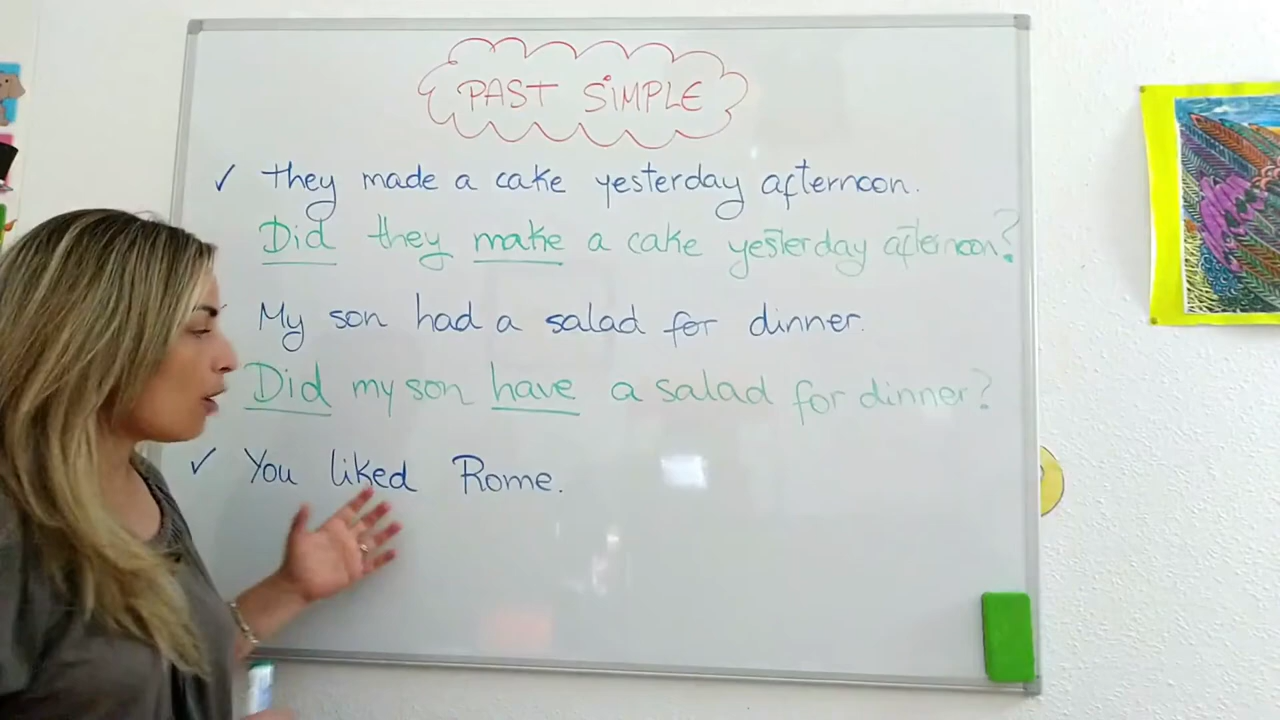 PAST SIMPLE
✓ They made a cake yesterday afternoon.
Did they make a cake yesterday afternoon?
✓ My son had a salad for dinner.
Did my son have a salad for dinner?
✓ You liked Rome.